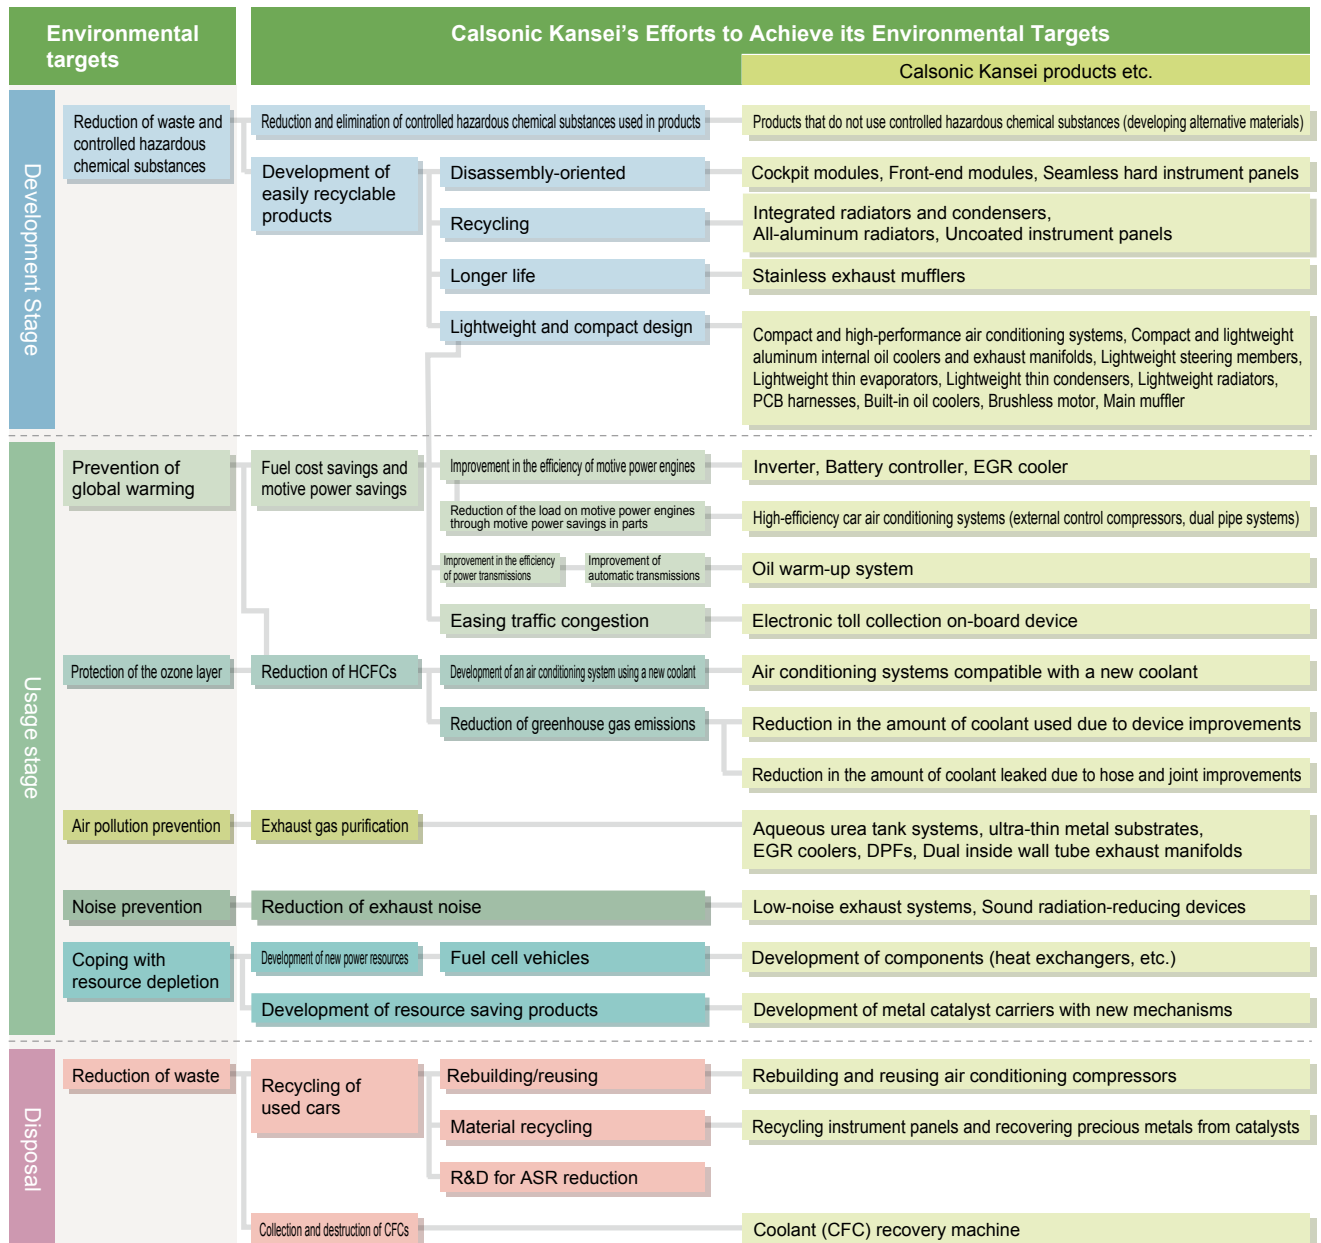 Environmental
targets
Calsonic Kansei’s Efforts to Achieve its Environmental Targets
Calsonic Kansei products etc.
Development Stage
Reduction of waste and
controlled hazardous
chemical substances
Reduction and elimination of controlled hazardous chemical substances used in products
Products that do not use controlled hazardous chemical substances (developing alternative materials)
Development of
easily recyclable
products
Disassembly-oriented
Cockpit modules, Front-end modules, Seamless hard instrument panels
Recycling
Integrated radiators and condensers,
All-aluminum radiators, Uncoated instrument panels
Longer life
Stainless exhaust mufflers
Lightweight and compact design
Compact and high-performance air conditioning systems, Compact and lightweight
aluminum internal oil coolers and exhaust manifolds, Lightweight steering members,
Lightweight thin evaporators, Lightweight thin condensers, Lightweight radiators,
PCB harnesses, Built-in oil coolers, Brushless motor, Main muffler
Usage stage
Prevention of
global warming
Fuel cost savings and
motive power savings
Improvement in the efficiency of motive power engines
Inverter, Battery controller, EGR cooler
Reduction of the load on motive power engines
through motive power savings in parts
High-efficiency car air conditioning systems (external control compressors, dual pipe systems)
Improvement in the efficiency
of power transmissions
Improvement of
automatic transmissions
Oil warm-up system
Easing traffic congestion
Electronic toll collection on-board device
Protection of the ozone layer
Reduction of HCFCs
Development of an air conditioning system using a new coolant
Air conditioning systems compatible with a new coolant
Reduction of greenhouse gas emissions
Reduction in the amount of coolant used due to device improvements
Reduction in the amount of coolant leaked due to hose and joint improvements
Air pollution prevention
Exhaust gas purification
Aqueous urea tank systems, ultra-thin metal substrates,
EGR coolers, DPFs, Dual inside wall tube exhaust manifolds
Noise prevention
Reduction of exhaust noise
Low-noise exhaust systems, Sound radiation-reducing devices
Coping with
resource depletion
Development of new power resources
Fuel cell vehicles
Development of components (heat exchangers, etc.)
Development of resource saving products
Development of metal catalyst carriers with new mechanisms
Disposal
Reduction of waste
Recycling of
used cars
Rebuilding/reusing
Rebuilding and reusing air conditioning compressors
Material recycling
Recycling instrument panels and recovering precious metals from catalysts
R&D for ASR reduction
Collection and destruction of CFCs
Coolant (CFC) recovery machine